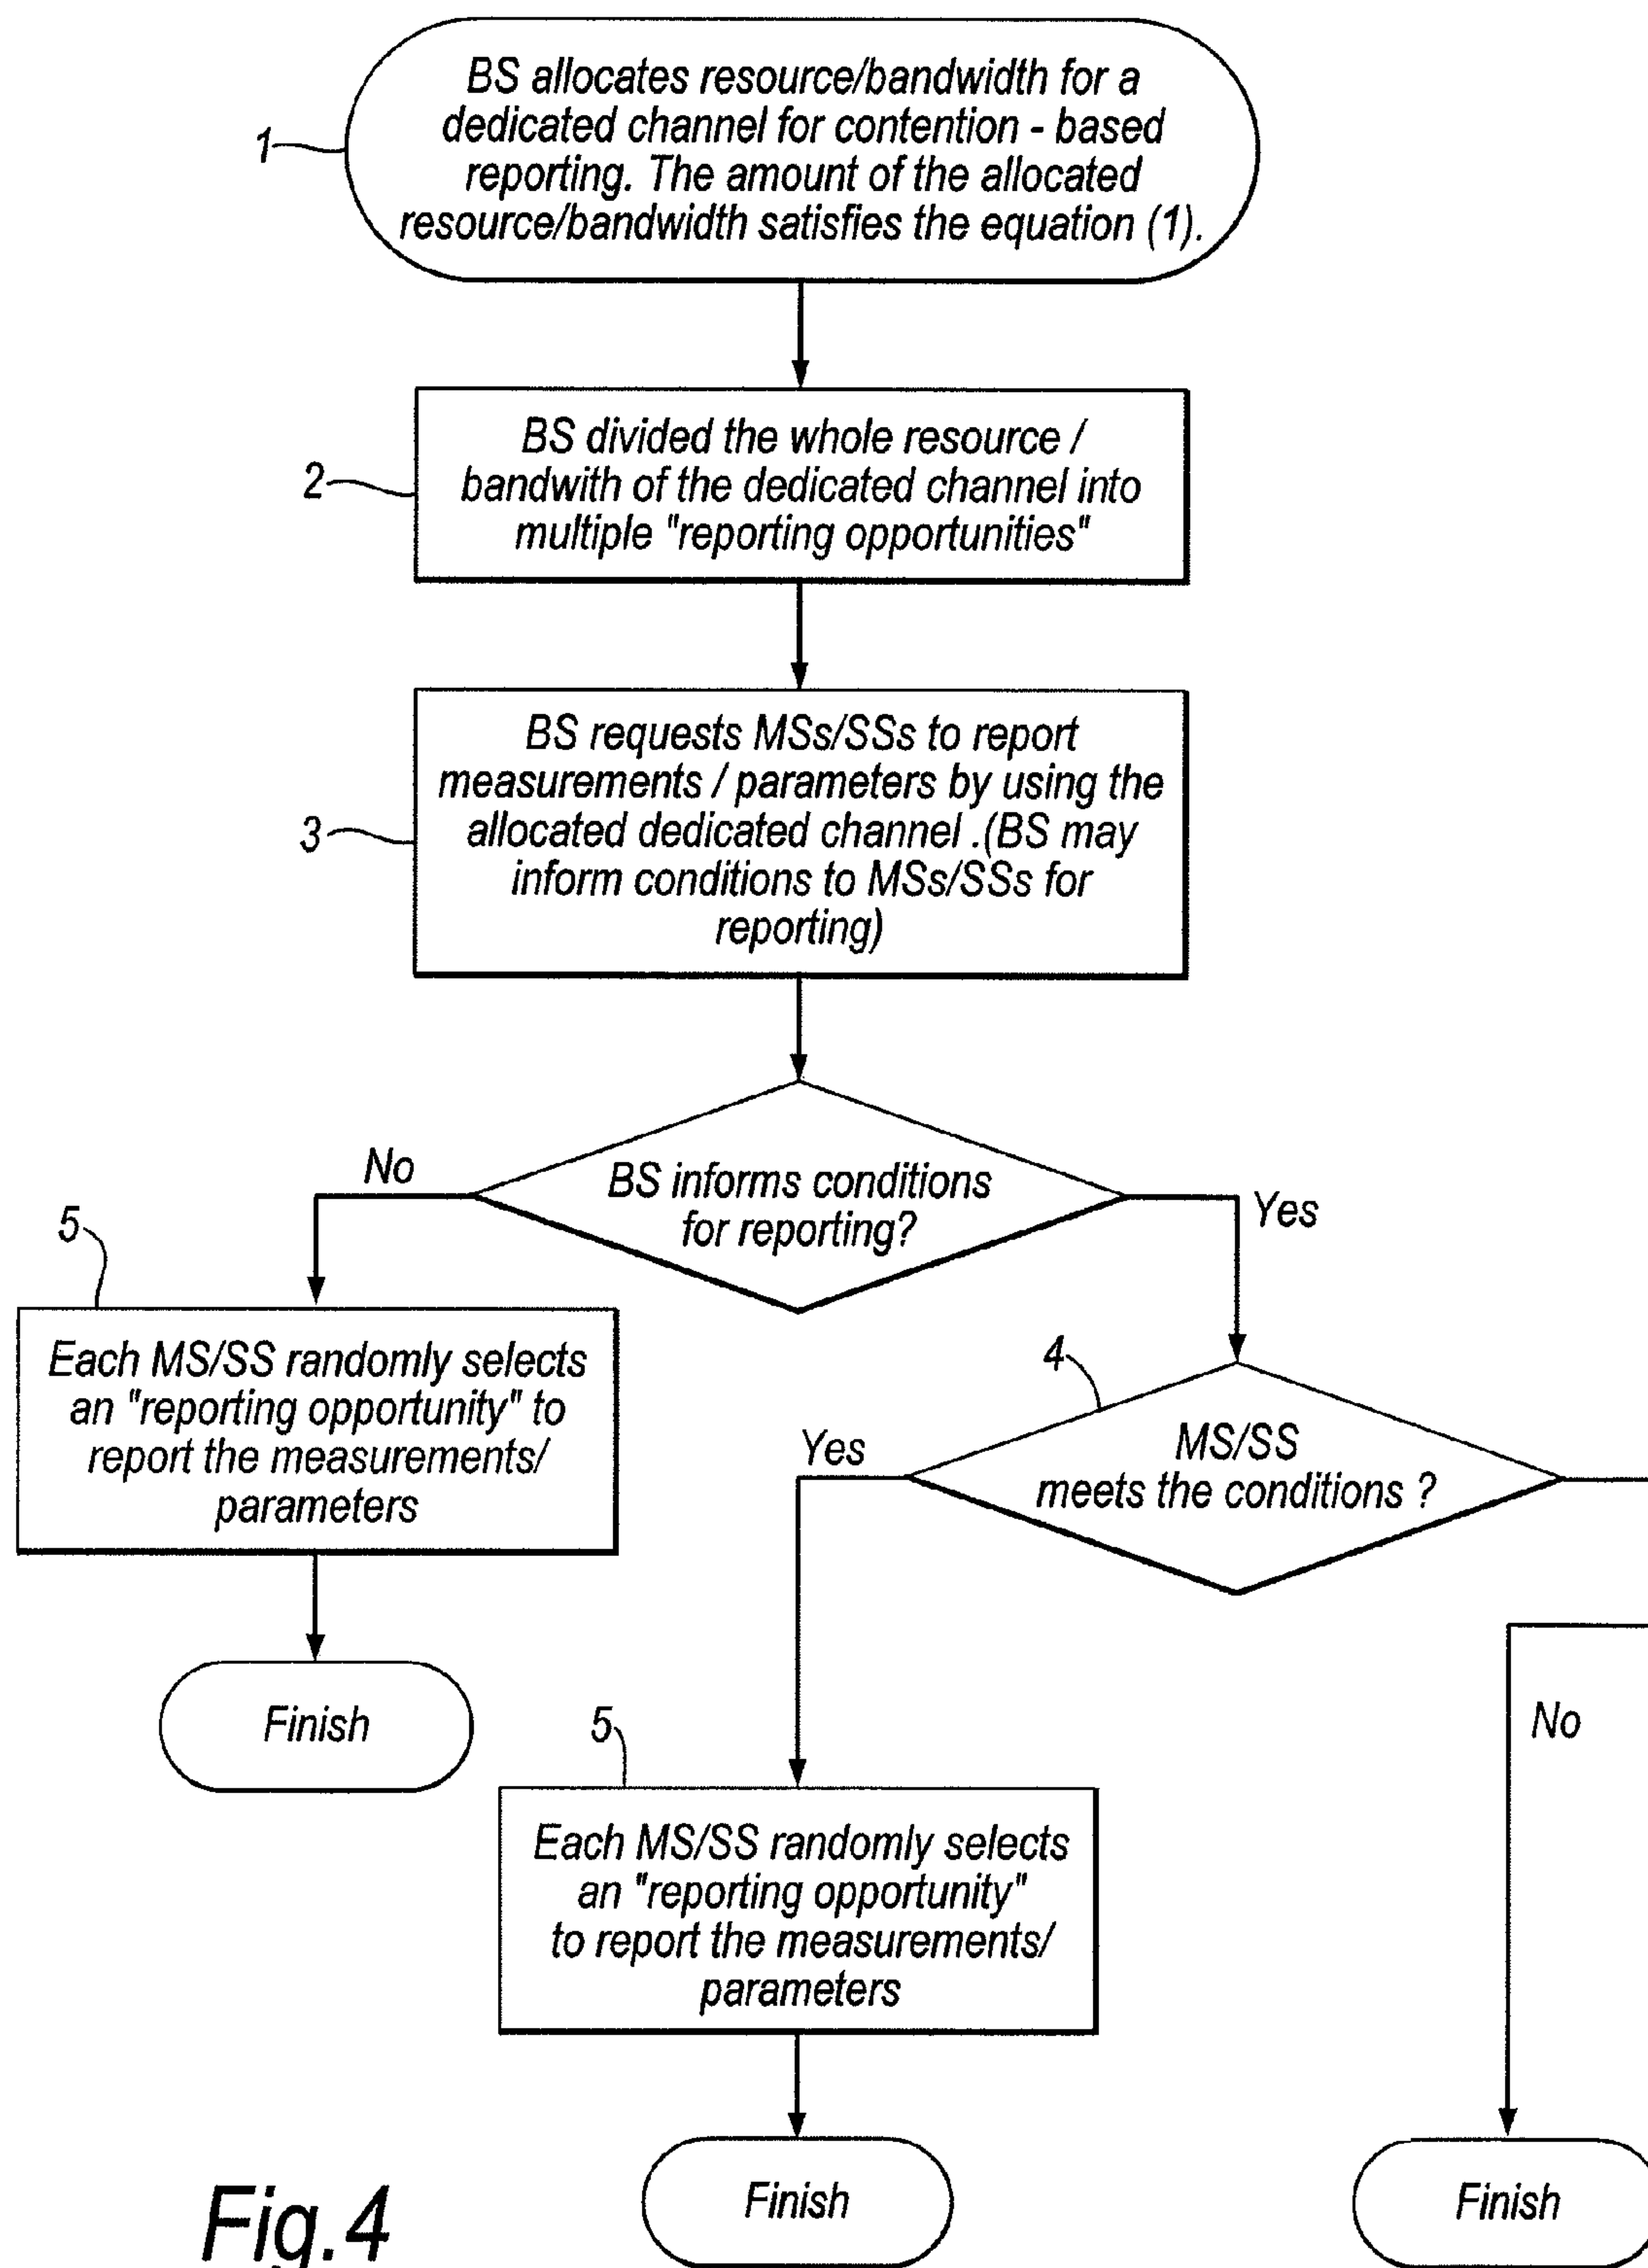 BS allocates resource/bandwidth for a
dedicated channel for contention - based
reporting. The amount of the allocated
resource/bandwidth satisfies the equation (1).
1
BS divided the whole resource /
bandwith of the dedicated channel into
multiple "reporting opportunities"
2
BS requests MSs/SSs to report
measurements / parameters by using the
allocated dedicated channel .(BS may
inform conditions to MSs/SSs for
reporting)
3
No
BS informs conditions
for reporting?
Yes
5
Each MS/SS randomly selects
an "reporting opportunity" to
report the measurements/
parameters
4
Yes
MS/SS
meets the conditions ?
Finish
No
5
Each MS/SS randomly selects
an "reporting opportunity"
to report the measurements/
parameters
Finish
Finish
Fig.4